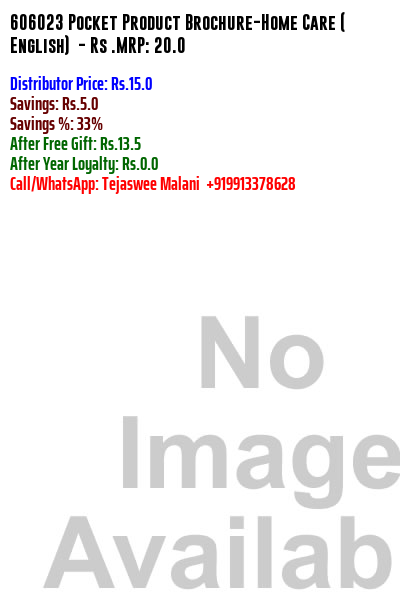 606023 Pocket Product Brochure-Home Care (
English)  - Rs .MRP: 20.0
Distributor Price: Rs.15.0
Savings: Rs.5.0
Savings %: 33%
After Free Gift: Rs.13.5
After Year Loyalty: Rs.0.0
Call/WhatsApp: Tejaswee Malani  +919913378628
No
Image
Availab